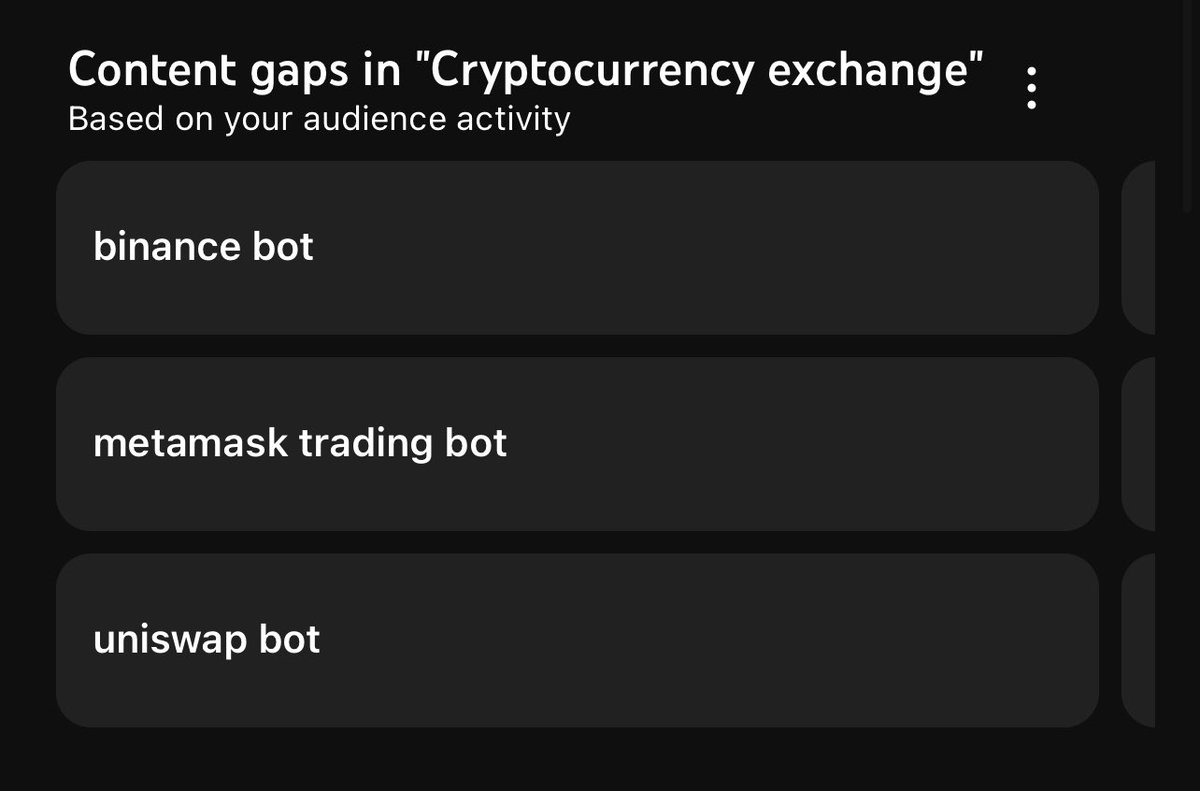 Content gaps in "Cryptocurrency exchange"
Based on your audience activity
binance bot
metamask trading bot
uniswap bot